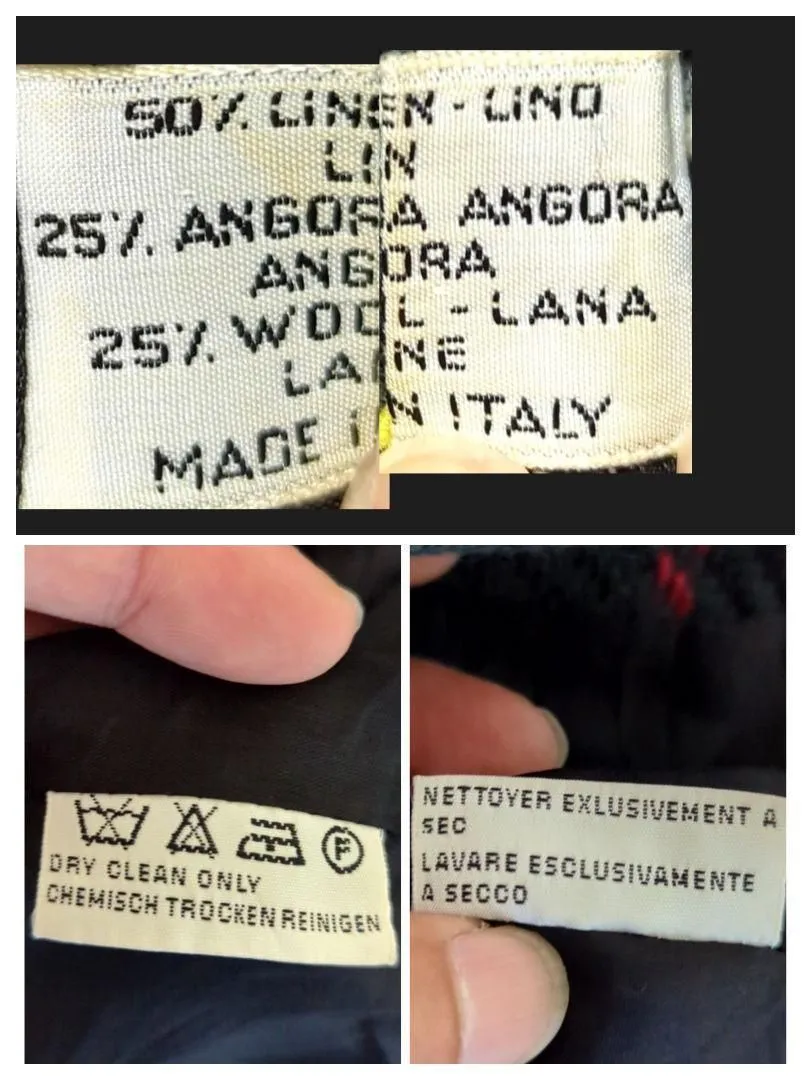 50% LINEN - LINO
LIN
25% ANGORA ANGORA
ANGORA
25% WOOL - LANA
LAINE
MADE IN ITALY
P
DRY CLEAN ONLY
CHEMISCH TROCKEN REINIGEN
NETTOYER EXLUSIVEMENT A
SEC
LAVARE ESCLUSIVAMENTE
A SECCO